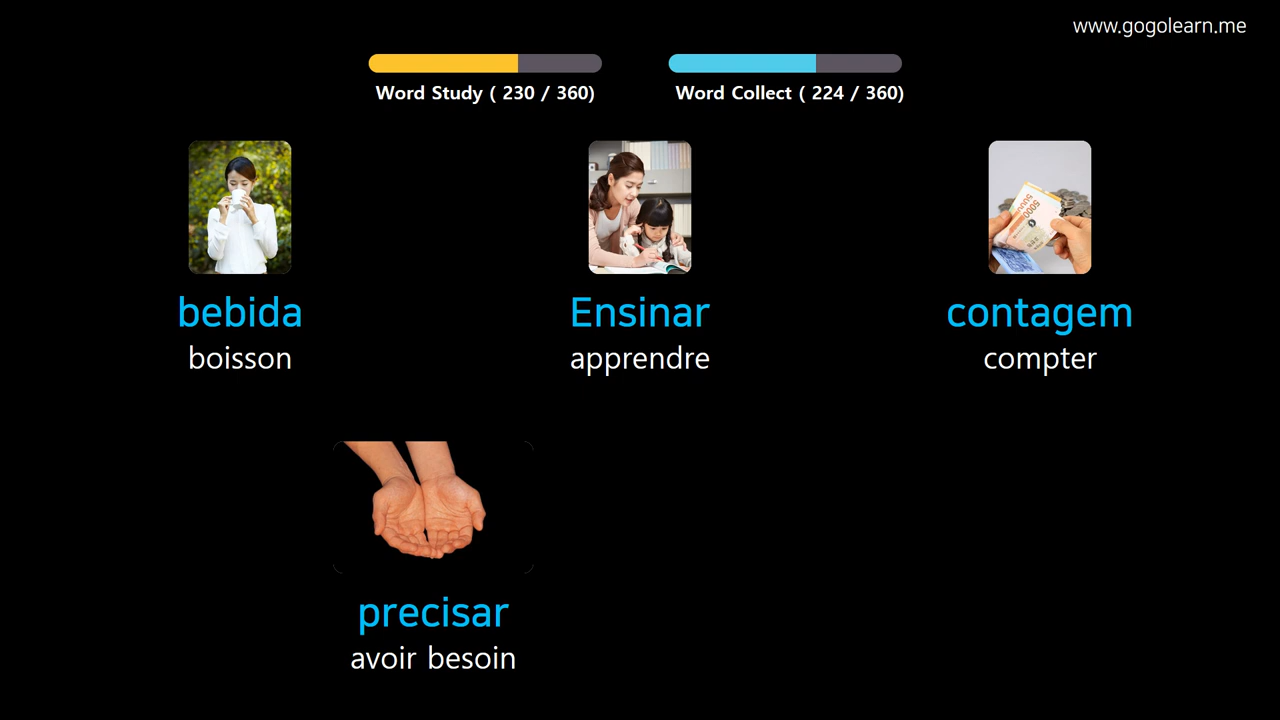 www.gogolearn.me
Word Study ( 230 / 360)
Word Collect ( 224 / 360)
bebida
boisson
Ensinar
apprendre
contagem
compter
precisar
avoir besoin